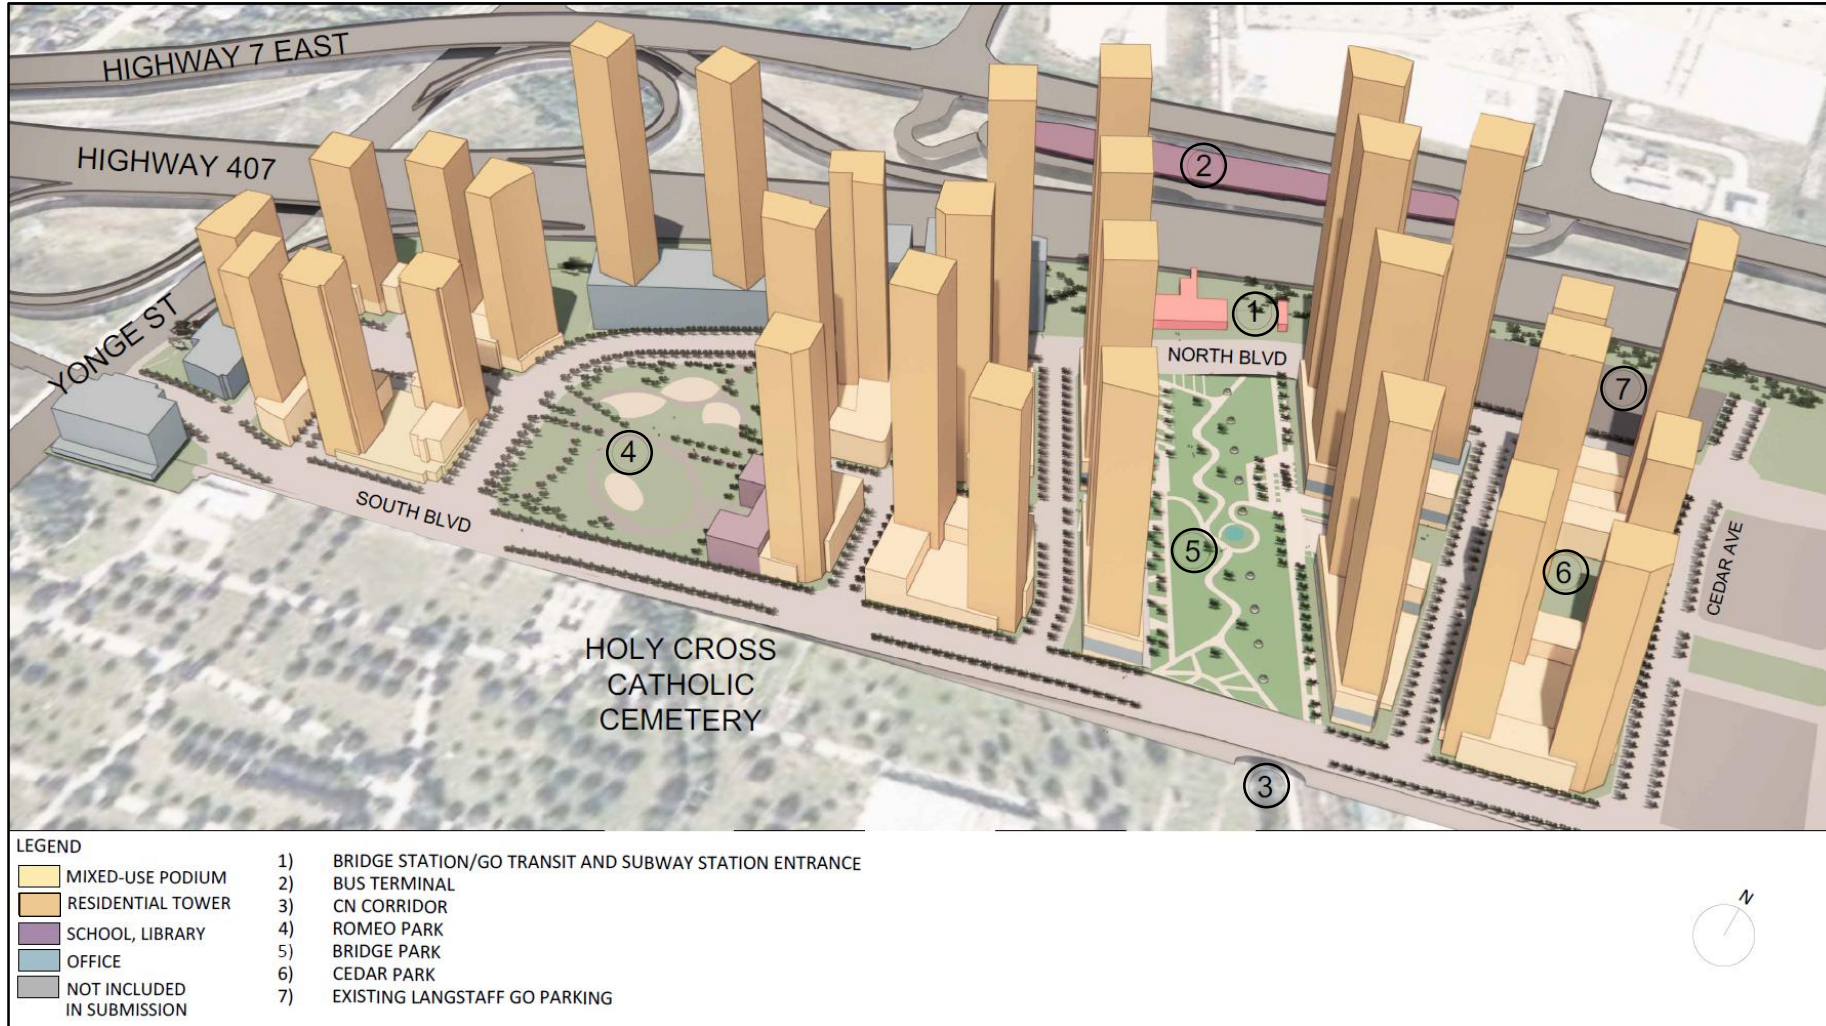 HIGHWAY 7 EAST
HIGHWAY 407
2
YONGE ST
1
NORTH BLVD
7
4
SOUTH BLVD
5
6
CEDAR AVE
HOLY CROSS
CATHOLIC
CEMETERY
3
LEGEND
MIXED-USE PODIUM
RESIDENTIAL TOWER
SCHOOL, LIBRARY
OFFICE
NOT INCLUDED
IN SUBMISSION
1) BRIDGE STATION/GO TRANSIT AND SUBWAY STATION ENTRANCE
2) BUS TERMINAL
3) CN CORRIDOR
4) ROMEO PARK
5) BRIDGE PARK
6) CEDAR PARK
7) EXISTING LANGSTAFF GO PARKING
N